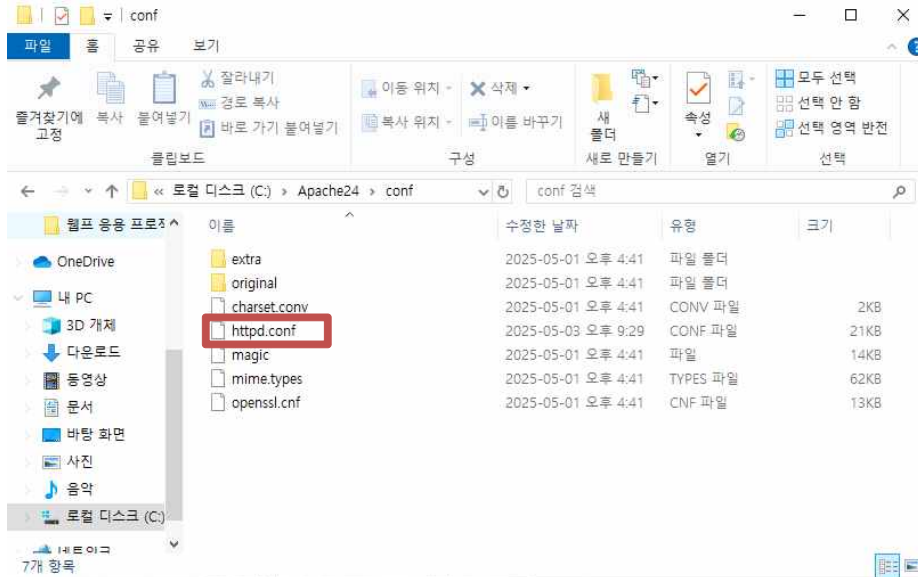 conf
파일 홈 공유 보기
즐겨찾기에 고정
복사
붙여넣기
잘라내기
경로 복사
바로 가기 붙여넣기
클립보드
이동 위치
복사 위치
삭제
이름 바꾸기
구성
새 폴더
새로 만들기
속성
열기
모두 선택
선택 안 함
선택 영역 반전
선택
« 로컬 디스크 (C:) › Apache24 › conf
conf 검색
웹프 응용 프로젝
OneDrive
내 PC
3D 개체
다운로드
동영상
문서
바탕 화면
사진
음악
로컬 디스크 (C:)
네트워크
이름 수정한 날짜 유형 크기
extra 2025-05-01 오후 4:41 파일 폴더
original 2025-05-01 오후 4:41 파일 폴더
charset.conv 2025-05-01 오후 4:41 CONV 파일 2KB
httpd.conf 2025-05-03 오후 9:29 CONF 파일 21KB
magic 2025-05-01 오후 4:41 파일 14KB
mime.types 2025-05-01 오후 4:41 TYPES 파일 62KB
openssl.cnf 2025-05-01 오후 4:41 CNF 파일 13KB
7개 항목